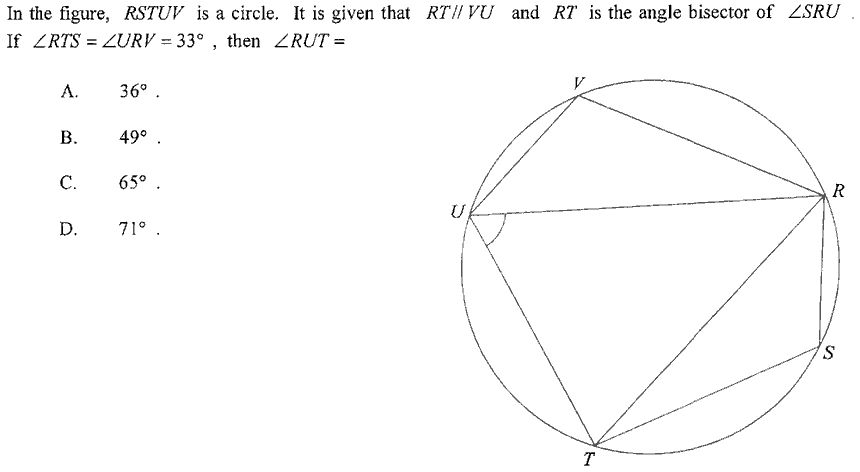 In the figure, RSTUV is a circle. It is given that RT // VU and RT is the angle bisector of ∠SRU .
If ∠RTS = ∠URV = 33° , then ∠RUT =
A. 36° .
B. 49° .
C. 65° .
D. 71° .
V
R
U
S
T